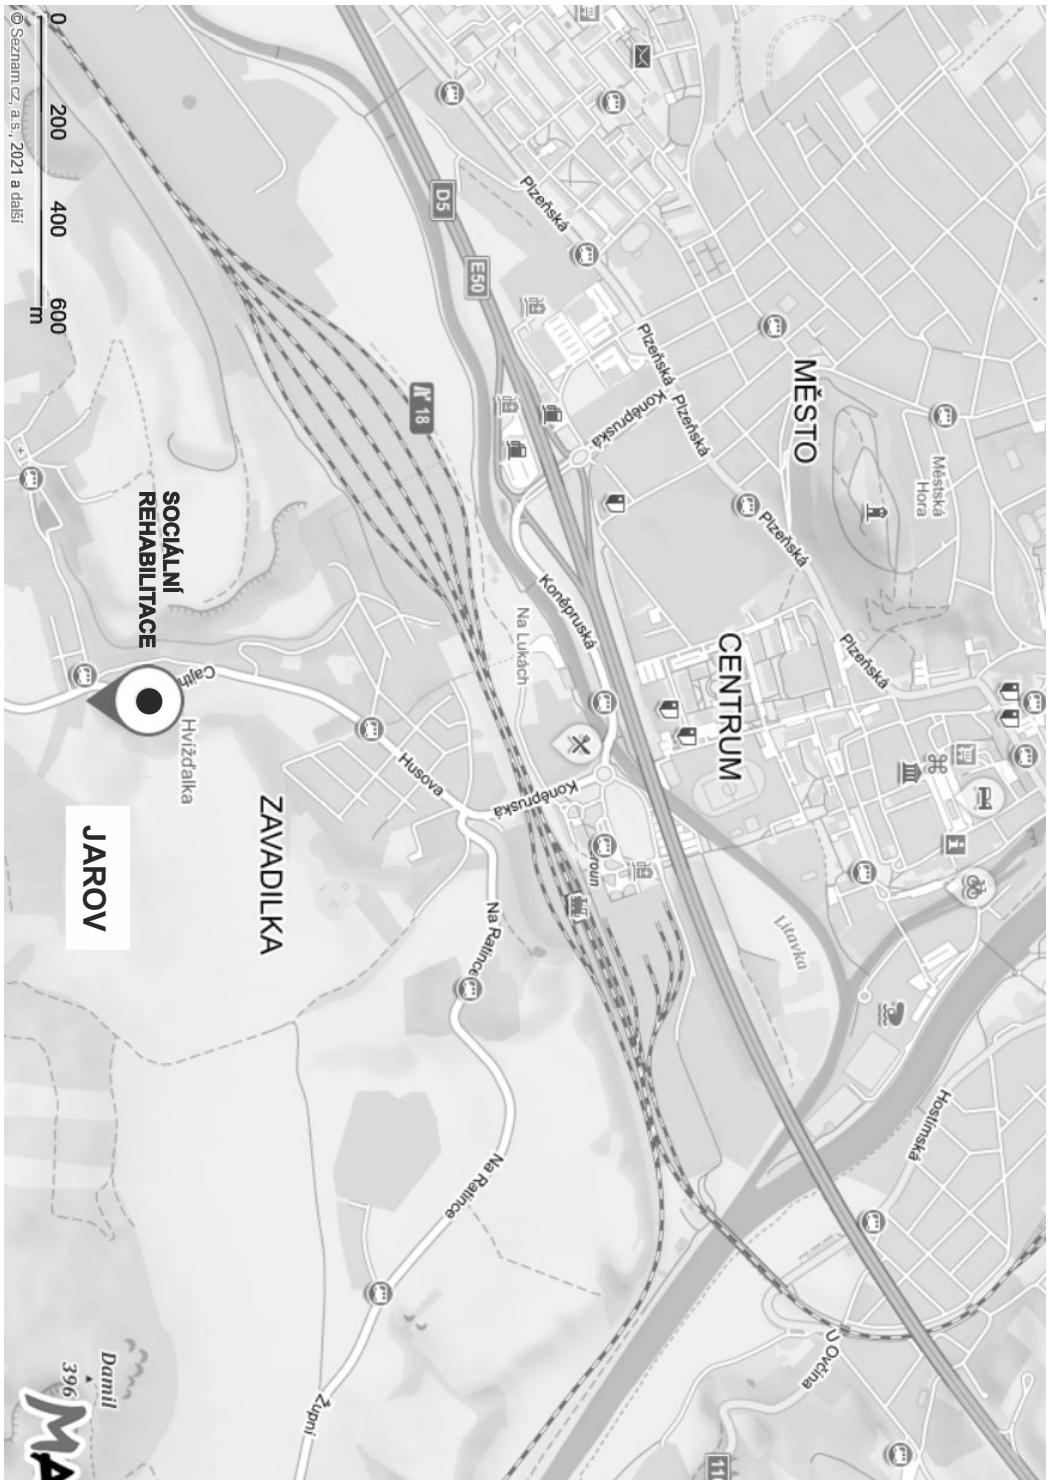 Městská
Hora
MĚSTO
CENTRUM
Plzeňská
Plzeňská
Plzeňská
Plzeňská
Plzeňská
Koněpruská
D5
E50
Koněpruská
Na Lukách
Koněpruská
Litavka
Hostímská
U Ovčína
18
Husova
Na Ratince
Na Ratince
Župní
ZAVADILKA
Hvížďalka
SOCIÁLNÍ
REHABILITACE
JAROV
Damil
396
0 200 400 600
m
© Seznam.cz, a.s., 2021 a další